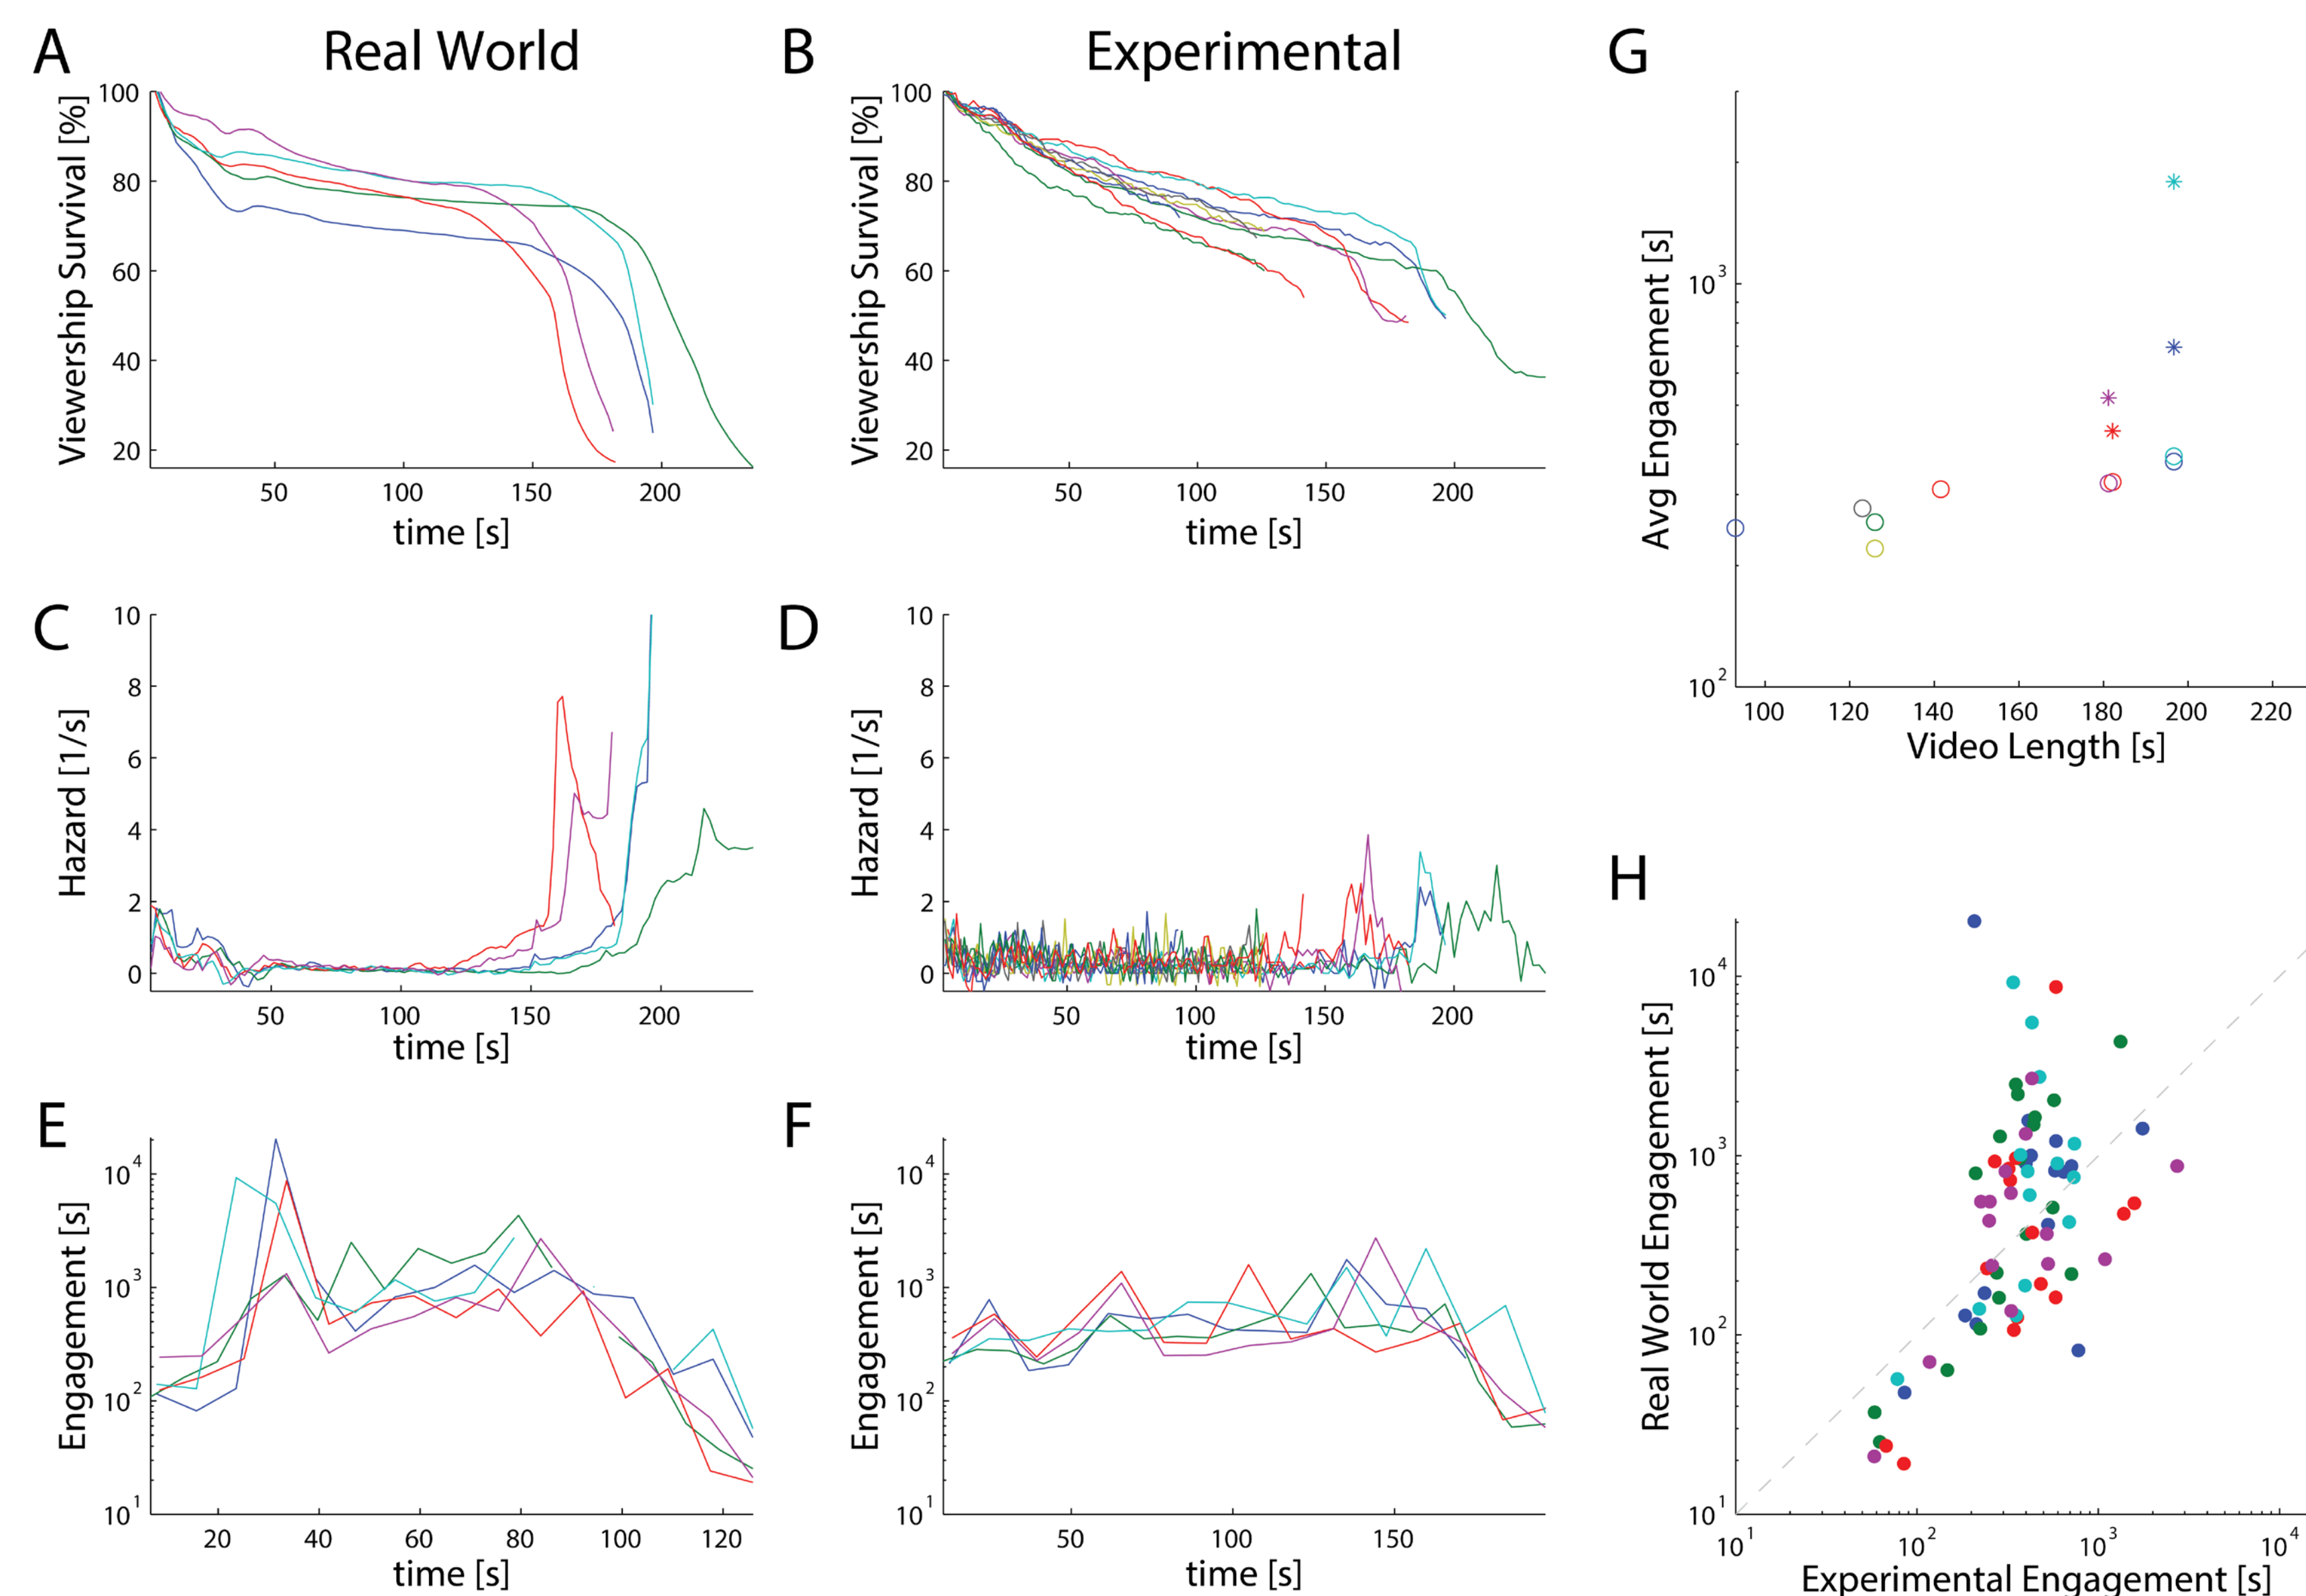 A Real World
Viewership Survival [%]
100
80
60
40
20
50 100 150 200
time [s]
B Experimental
Viewership Survival [%]
100
80
60
40
20
50 100 150 200
time [s]
C
Hazard [1/s]
10
8
6
4
2
0
50 100 150 200
time [s]
D
Hazard [1/s]
10
8
6
4
2
0
50 100 150 200
time [s]
E
Engagement [s]
10^4
10^3
10^2
10^1
20 40 60 80 100 120
time [s]
F
Engagement [s]
10^4
10^3
10^2
10^1
50 100 150
time [s]
G
Avg Engagement [s]
10^3
10^2
100 120 140 160 180 200 220
Video Length [s]
H
Real World Engagement [s]
10^4
10^3
10^2
10^1
10^1 10^2 10^3 10^4
Experimental Engagement [s]